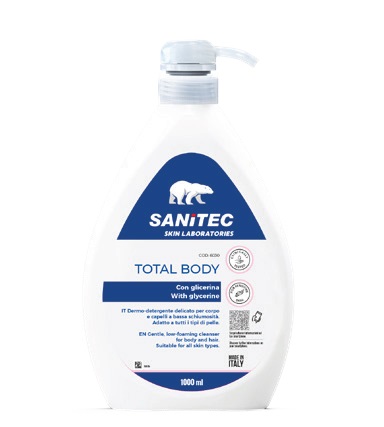 SANiTEC
SKIN LABORATORIES
TOTAL BODY
Con glicerina
With glycerine
IT Dermo-detergente delicato per corpo
e capelli a bassa schiumosità.
Adatto a tutti i tipi di pelle.
EN Gentle, low-foaming cleanser
for body and hair.
Suitable for all skin types.
MADE IN
ITALY
1000 ml